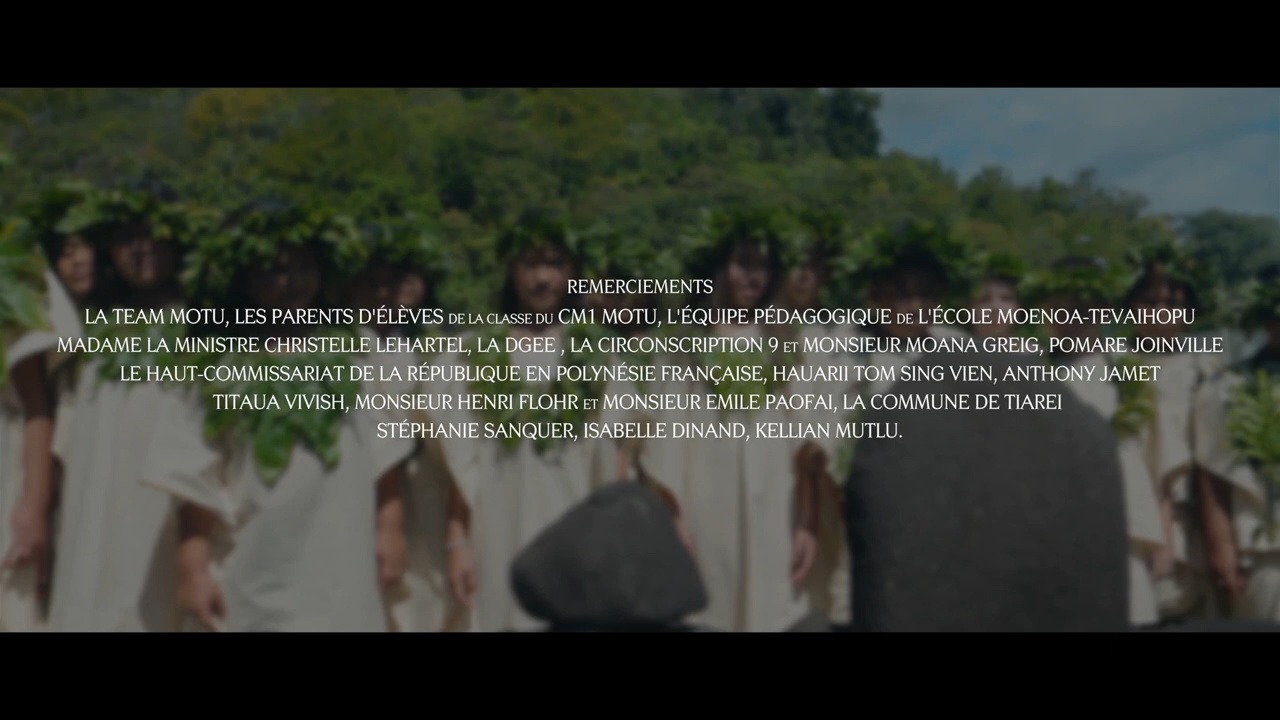 REMERCIEMENTS
LA TEAM MOTU, LES PARENTS D'ÉLÈVES DE LA CLASSE DU CM1 MOTU, L'ÉQUIPE PÉDAGOGIQUE DE L'ÉCOLE MOENOA-TEVAIHOPU
MADAME LA MINISTRE CHRISTELLE LEHARTEL, LA DGEE , LA CIRCONSCRIPTION 9 ET MONSIEUR MOANA GREIG, POMARE JOINVILLE
LE HAUT-COMMISSARIAT DE LA RÉPUBLIQUE EN POLYNÉSIE FRANÇAISE, HAUARII TOM SING VIEN, ANTHONY JAMET
TITAUA VIVISH, MONSIEUR HENRI FLOHR ET MONSIEUR EMILE PAOFAI, LA COMMUNE DE TIAREI
STÉPHANIE SANQUER, ISABELLE DINAND, KELLIAN MUTLU.